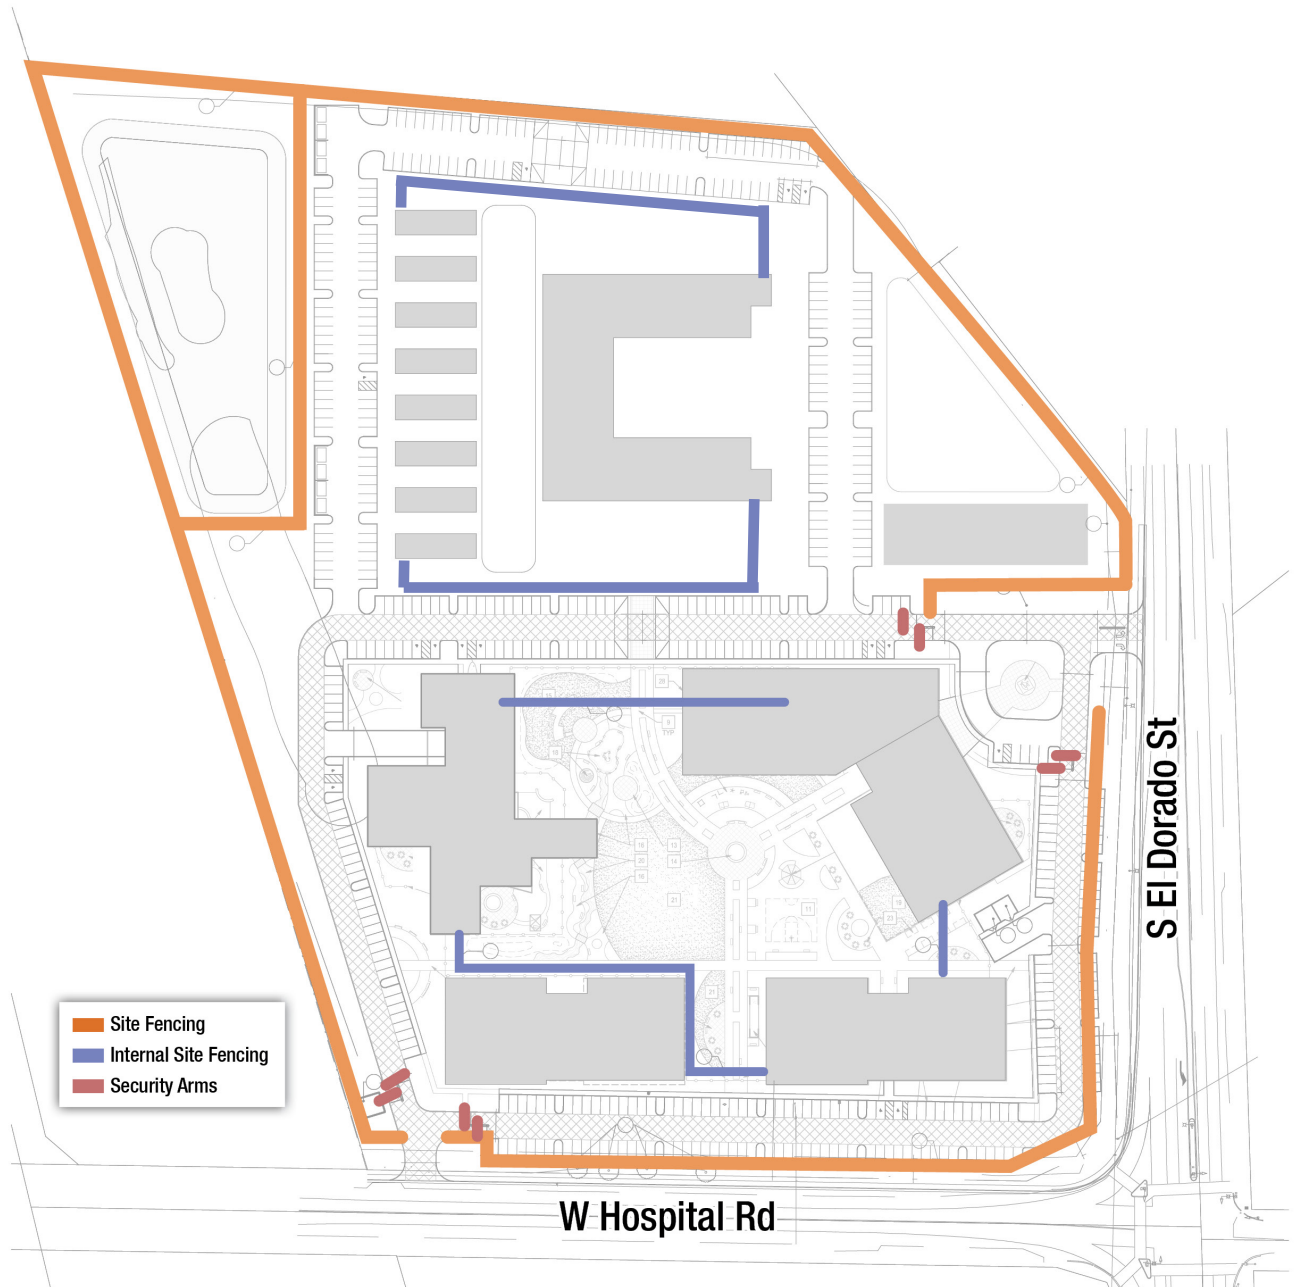 S El Dorado St
Site Fencing
Internal Site Fencing
Security Arms
W Hospital Rd